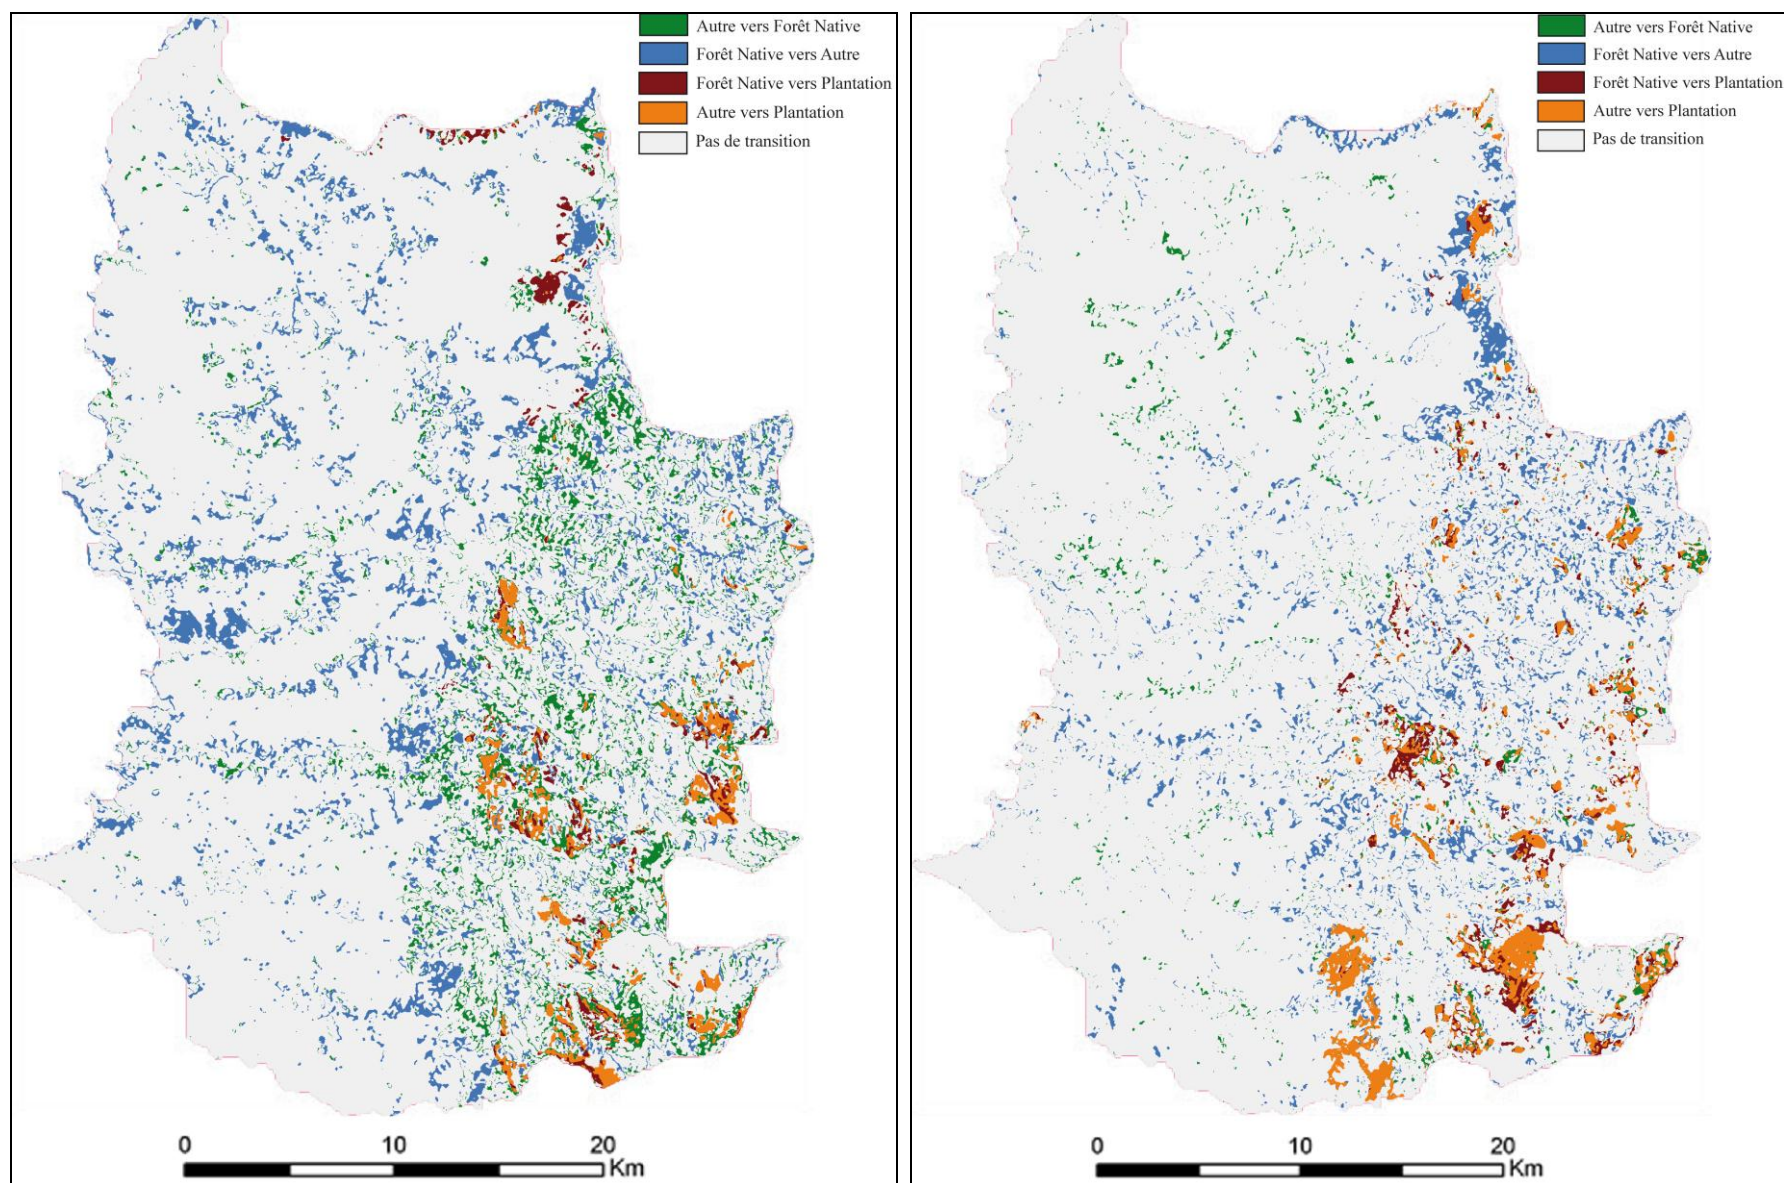 Autre vers Forêt Native
Forêt Native vers Autre
Forêt Native vers Plantation
Autre vers Plantation
Pas de transition
0 10 20
Km
Autre vers Forêt Native
Forêt Native vers Autre
Forêt Native vers Plantation
Autre vers Plantation
Pas de transition
0 10 20
Km